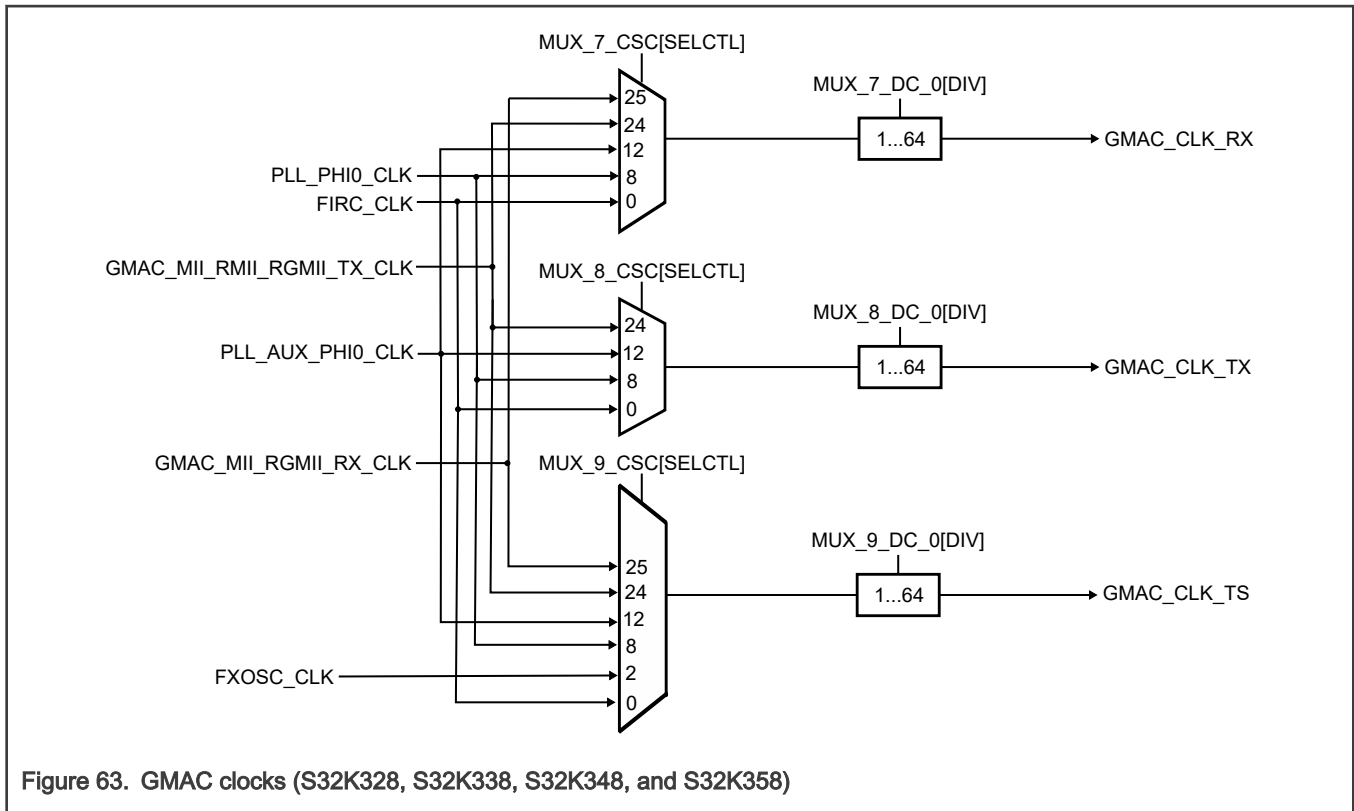 MUX_7_CSC[SELCTL]
25
24
12
8
0
MUX_7_DC_0[DIV]
1...64
GMAC_CLK_RX
PLL_PHI0_CLK
FIRC_CLK
GMAC_MII_RMII_RGMII_TX_CLK
MUX_8_CSC[SELCTL]
24
12
8
0
MUX_8_DC_0[DIV]
1...64
GMAC_CLK_TX
PLL_AUX_PHI0_CLK
GMAC_MII_RGMII_RX_CLK
MUX_9_CSC[SELCTL]
25
24
12
8
2
0
MUX_9_DC_0[DIV]
1...64
GMAC_CLK_TS
FXOSC_CLK
Figure 63. GMAC clocks (S32K328, S32K338, S32K348, and S32K358)